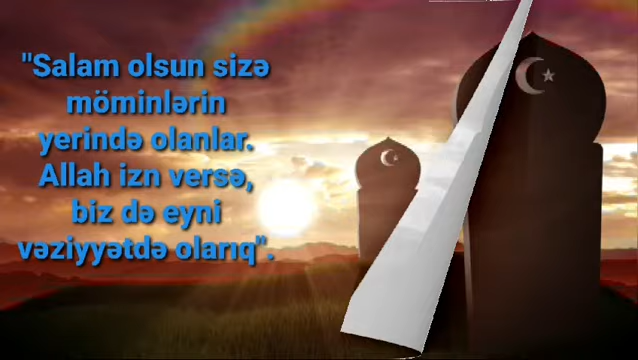 "Salam olsun sizə
möminlərin
yerində olanlar.
Allah izn versə,
biz də eyni
vəziyyətdə olarıq".